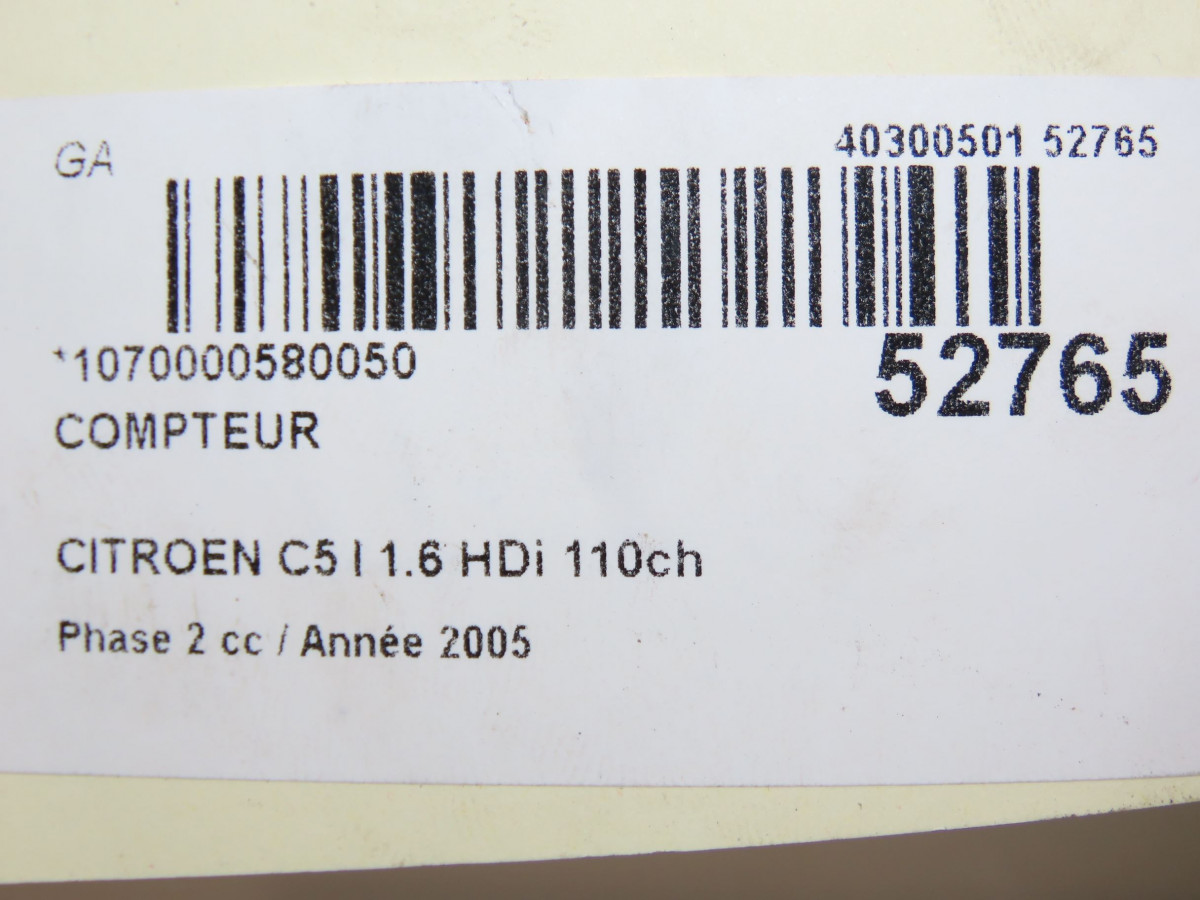 GA
40300501 52765
*1070000580050
52765
COMPTEUR
CITROEN C5 I 1.6 HDi 110ch
Phase 2 cc / Année 2005